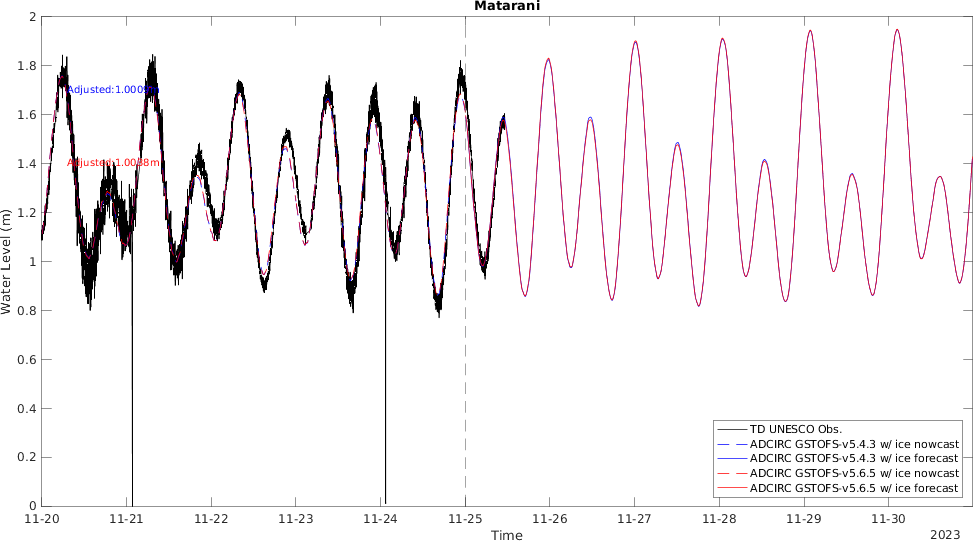 Matarani
Water Level (m)
2
1.8
1.6
1.4
1.2
1
0.8
0.6
0.4
0.2
0
Adjusted:1.0009m
Adjusted:1.0038m
TD UNESCO Obs.
ADCIRC GSTOFS-v5.4.3 w/ ice nowcast
ADCIRC GSTOFS-v5.4.3 w/ ice forecast
ADCIRC GSTOFS-v5.6.5 w/ ice nowcast
ADCIRC GSTOFS-v5.6.5 w/ ice forecast
11-20 11-21 11-22 11-23 11-24 11-25 11-26 11-27 11-28 11-29 11-30
Time
2023